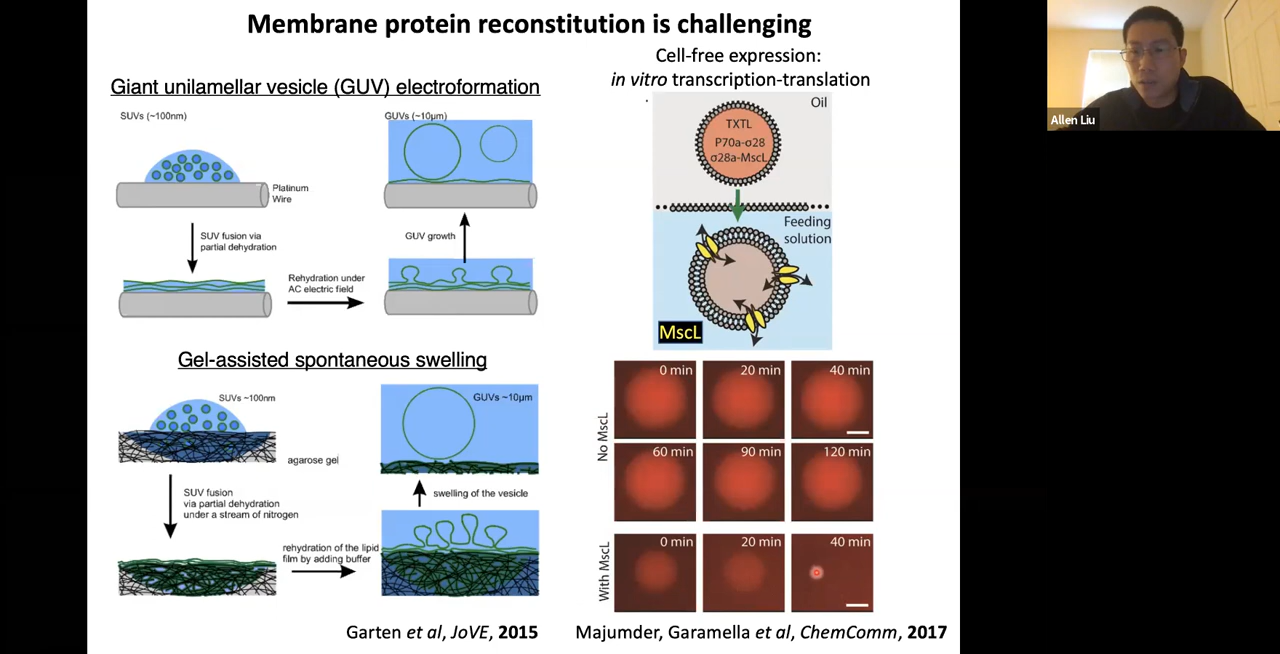 Membrane protein reconstitution is challenging
Giant unilamellar vesicle (GUV) electroformation
SUVs (~100nm)
Platinum
Wire
SUV fusion via
partial dehydration
Rehydration under
AC electric field
GUVs (~10µm)
GUV growth
Gel-assisted spontaneous swelling
SUVs ~100nm
agarose gel
SUV fusion
via partial dehydration
under a stream of nitrogen
rehydration of the lipid
film by adding buffer
GUVs ~10µm
swelling of the vesicle
Garten et al, JoVE, 2015
Cell-free expression:
in vitro transcription-translation
Oil
TXTL
P70a-σ28
σ28a-MscL
Feeding
solution
MscL
No MscL
0 min
20 min
40 min
60 min
90 min
120 min
With MscL
0 min
20 min
40 min
Majumder, Garamella et al, ChemComm, 2017
Allen Liu